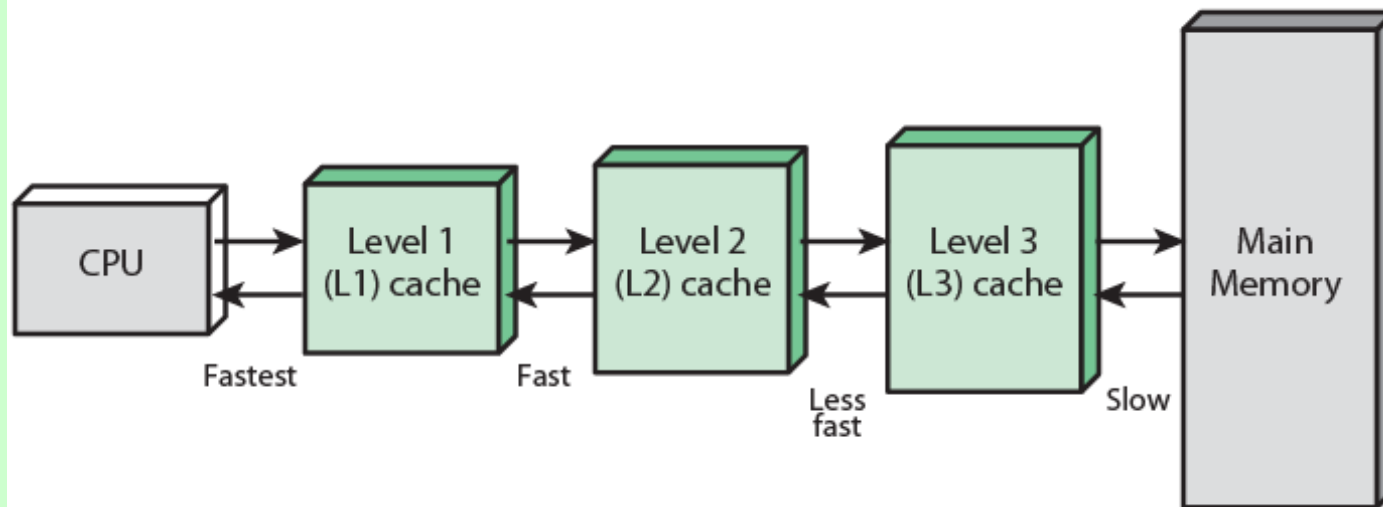 CPU
Level 1
(L1) cache
Level 2
(L2) cache
Level 3
(L3) cache
Main
Memory
Fastest
Fast
Less
fast
Slow